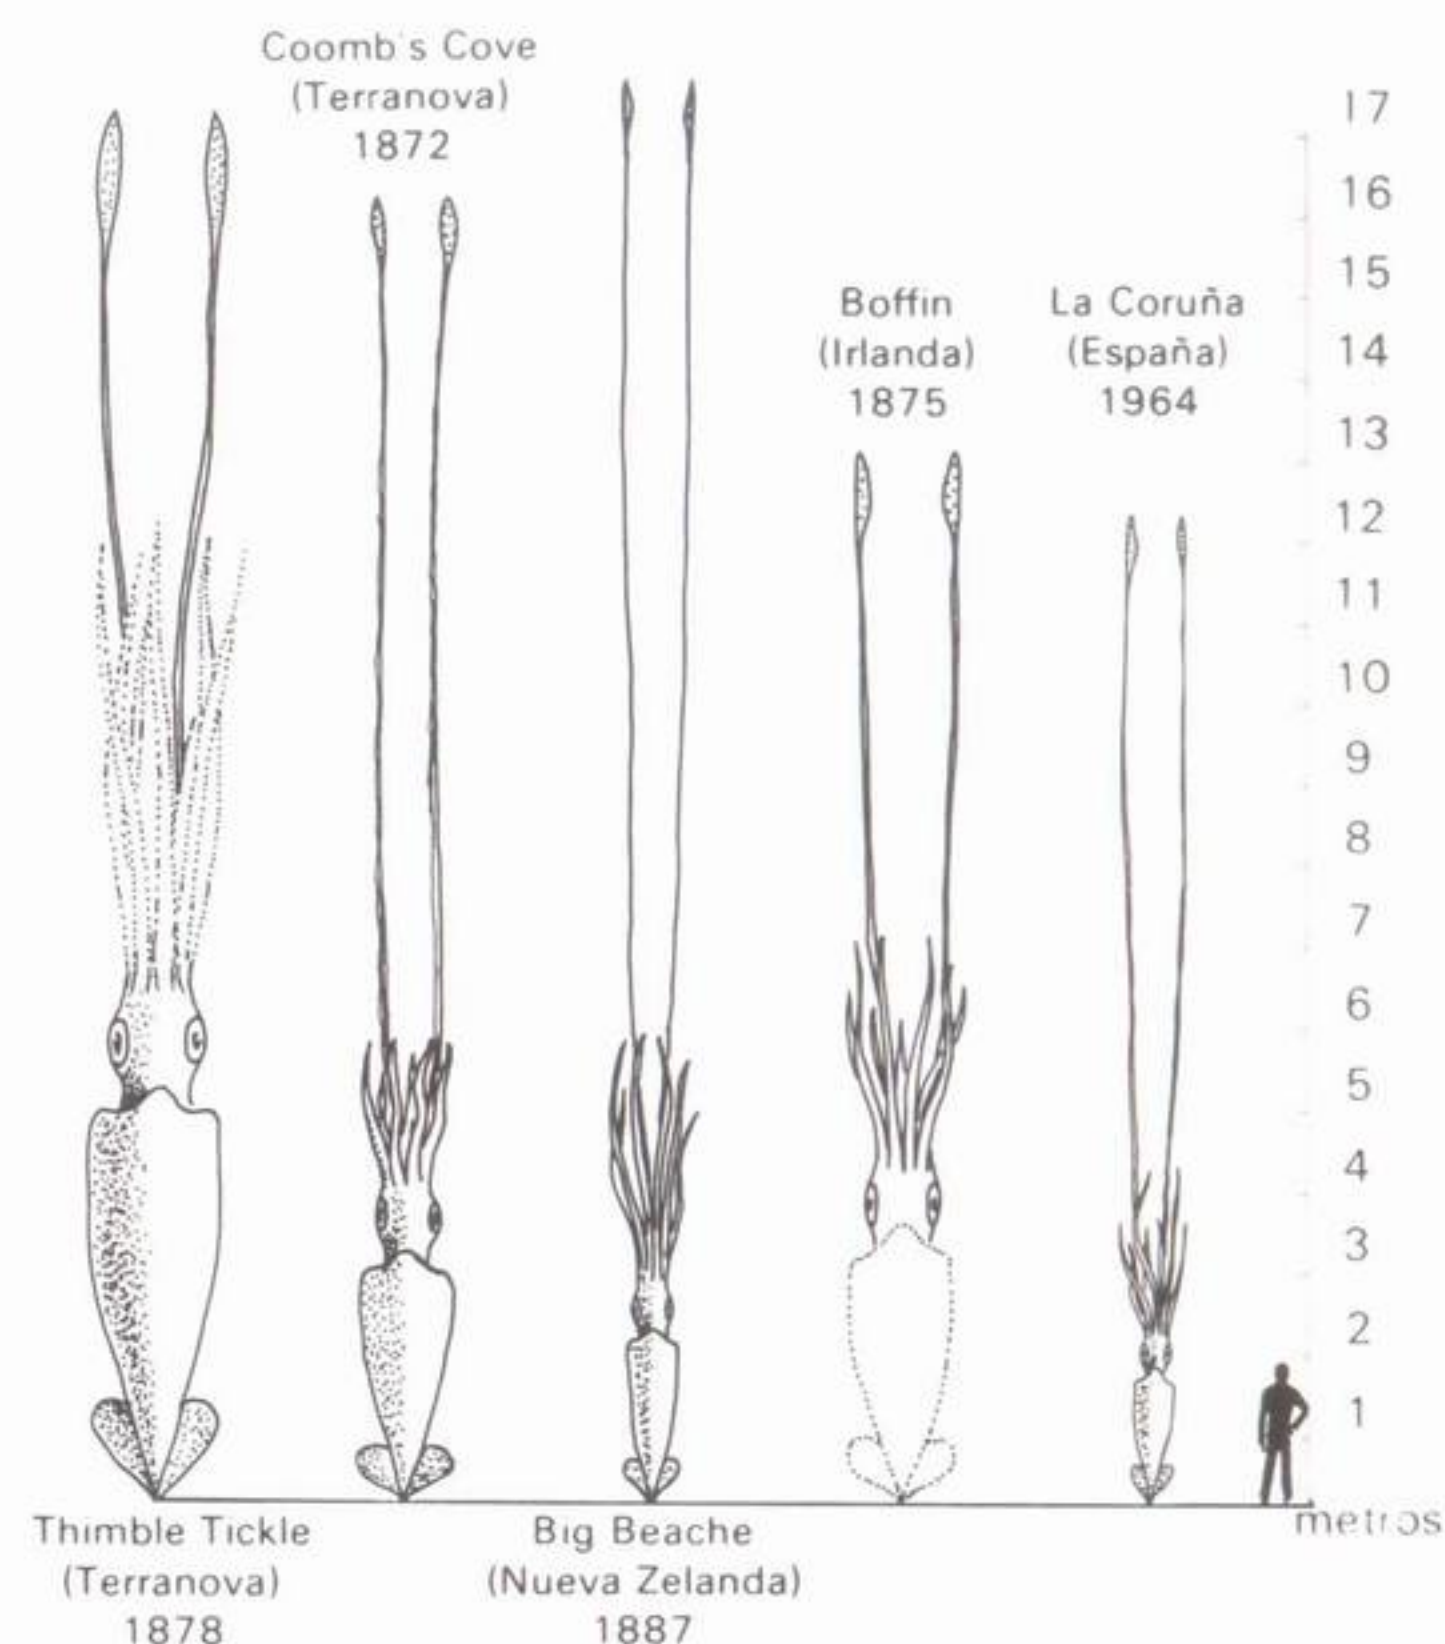 Coomb's Cove
(Terranova)
1872
Boffin
(Irlanda)
1875
La Coruña
(España)
1964
17
16
15
14
13
12
11
10
9
8
7
6
5
4
3
2
1
metros
Thimble Tickle
(Terranova)
1878
Big Beache
(Nueva Zelanda)
1887